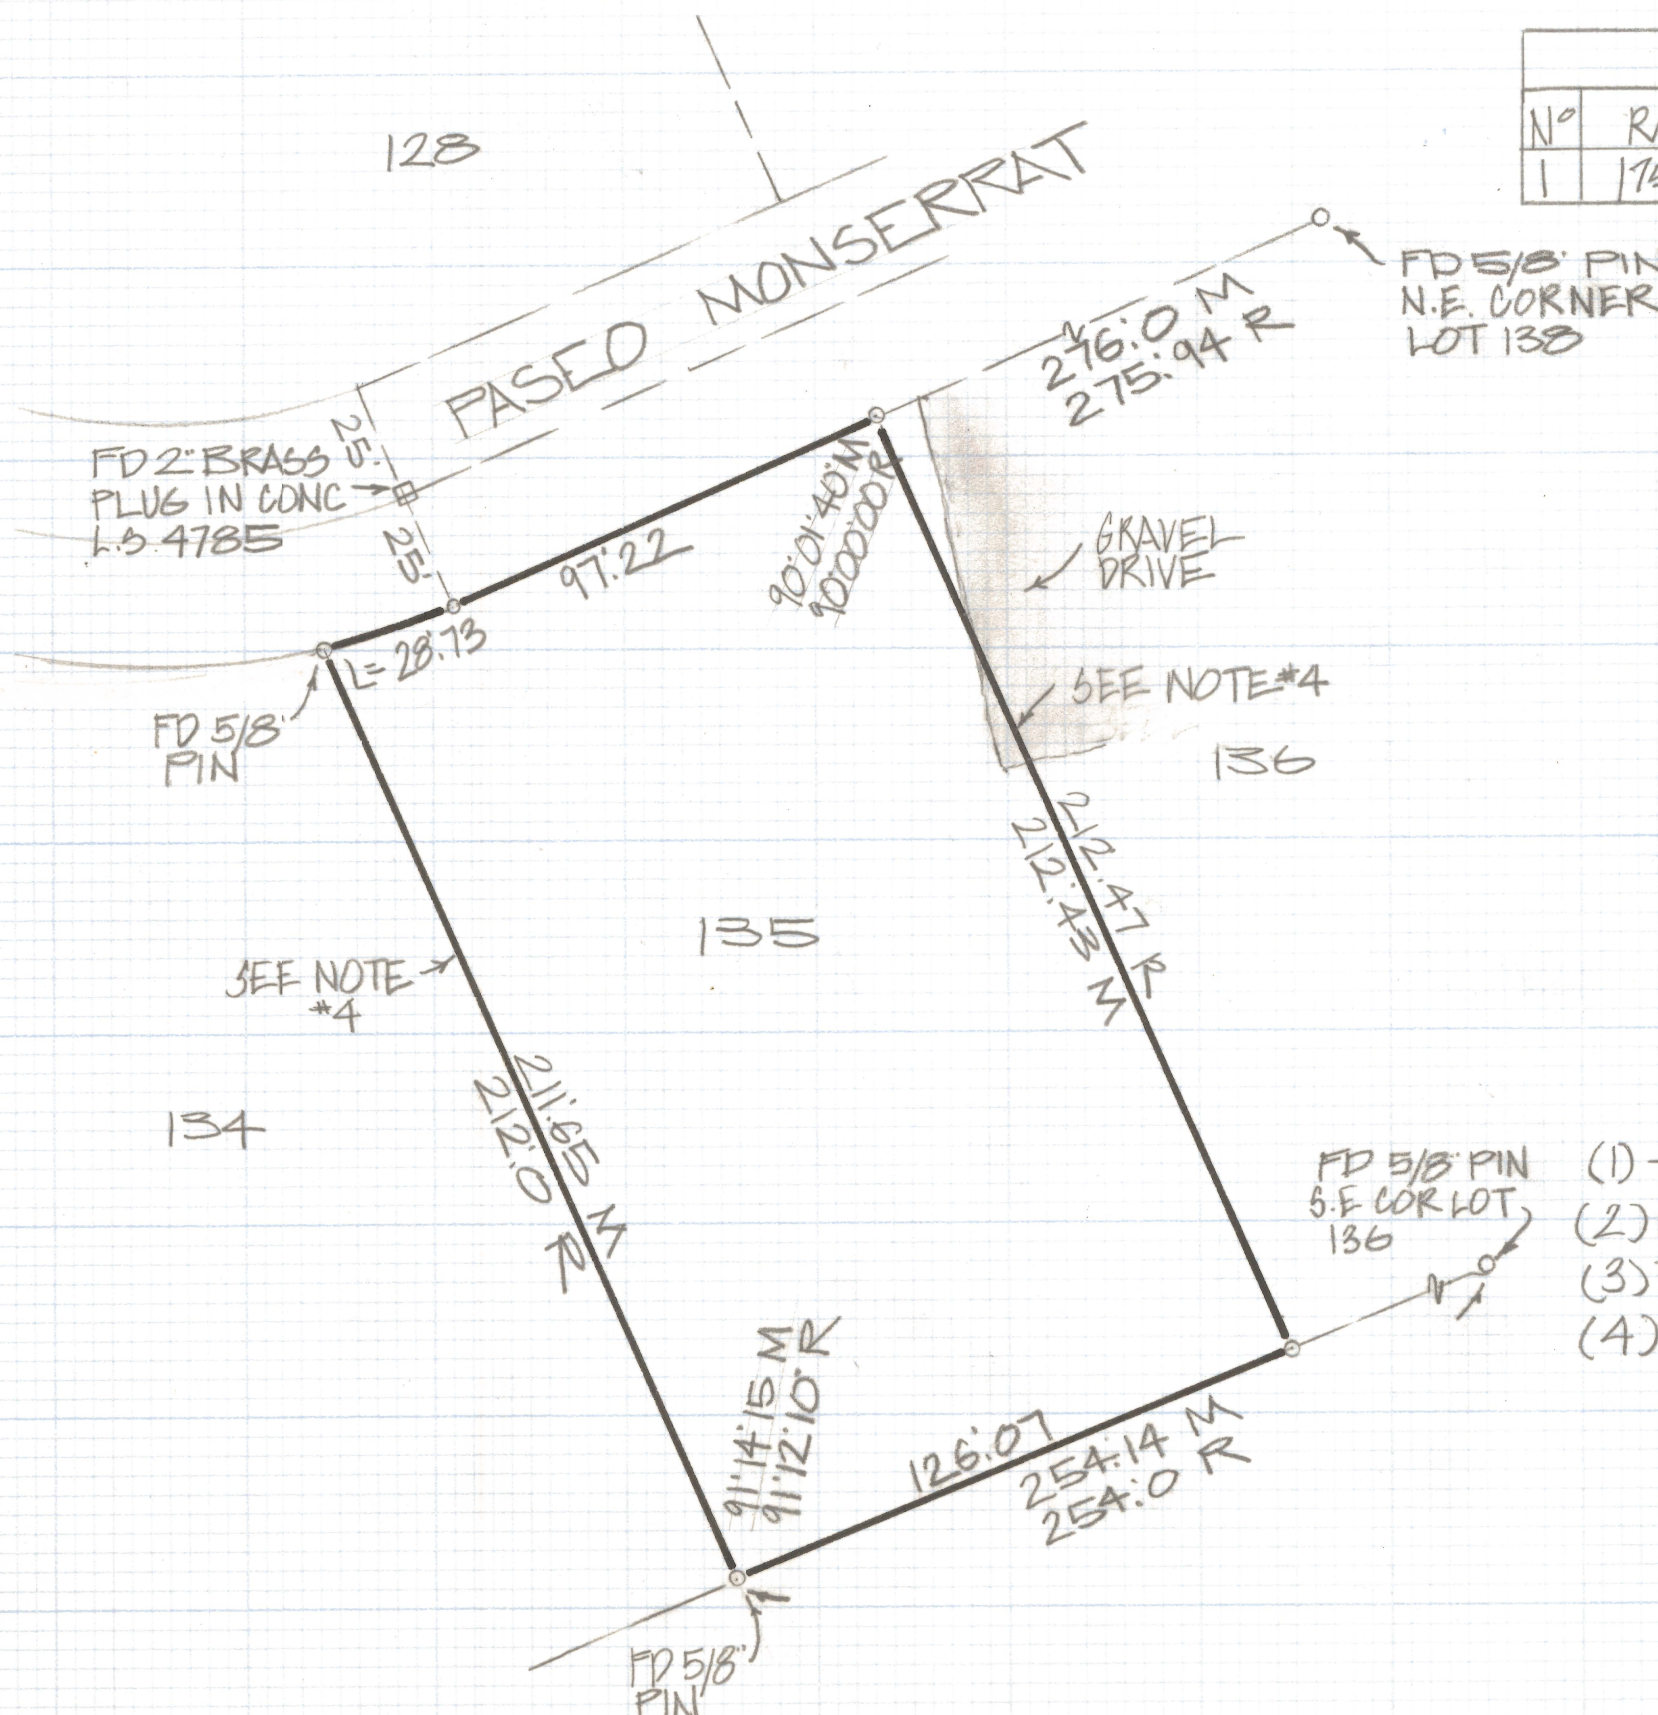 128
PASEO MONSERRAT
Nº
1
FD 5/8" PIN
N.E. CORNER
LOT 138
276.0 M
275.94 R
25'
FD 2" BRASS
PLUG IN CONC
L.S. 4785
25'
97.22
90°01'40" M
90°00'00" R
GRAVEL
DRIVE
L= 28.73
FD 5/8"
PIN
SEE NOTE #4
136
212.47 R
212.43 M
135
SEE NOTE
#4
134
211.65 M
212.0 R
FD 5/8" PIN
S.E COR LOT
136
(1)
(2)
(3)
(4)
91°14'15 M
91°12'10" R
126.07
254.14 M
254.0 R
FD 5/8"
PIN